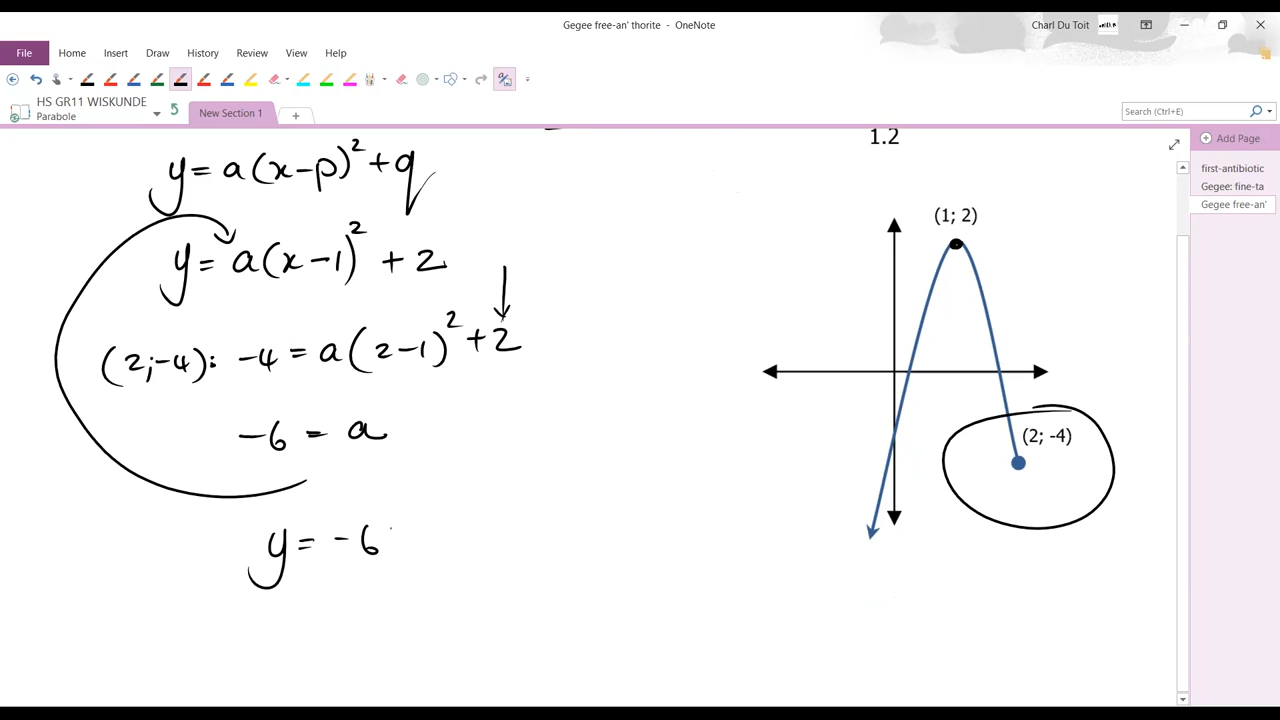 Gegee free-an' thorite - OneNote
Charl Du Toit
File Home Insert Draw History Review View Help
HS GR11 WISKUNDE
Parabole
New Section 1
Search (Ctrl+E)
Add Page
first-antibiotic
Gegee: fine-ta
Gegee free-an'
1.2
y = a(x-p)² + q
y = a(x-1)² + 2
(2;-4): -4 = a(2-1)² + 2
-6 = a
y = -6
(1; 2)
(2; -4)